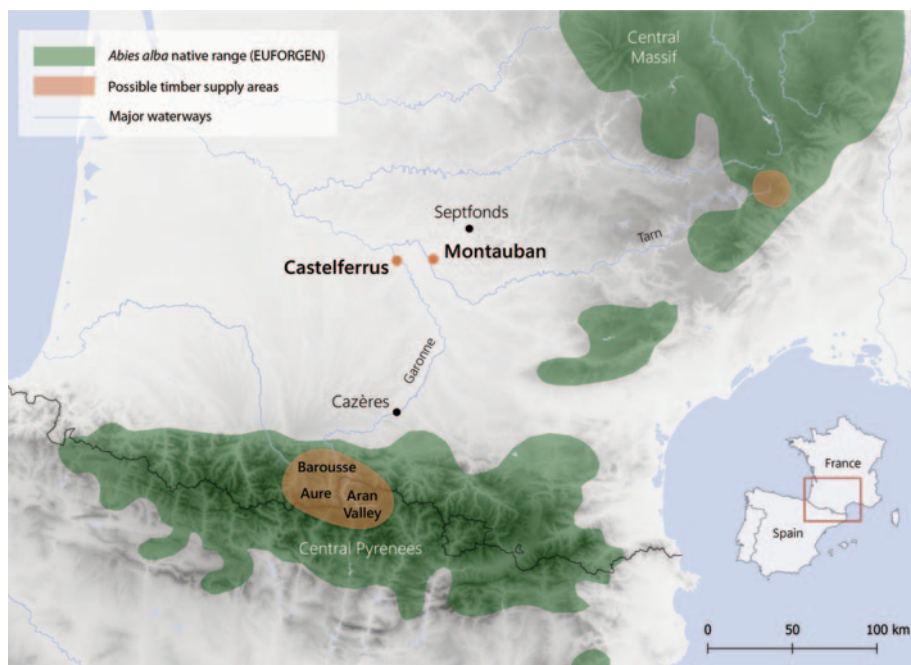 Abies alba native range (EUFORGEN)
Possible timber supply areas
Major waterways
Central
Massif
Septfonds
Tarn
Castelferrus
Montauban
Garonne
Cazères
Barousse
Aure
Aran
Valley
Central Pyrenees
France
Spain
0 50 100 km